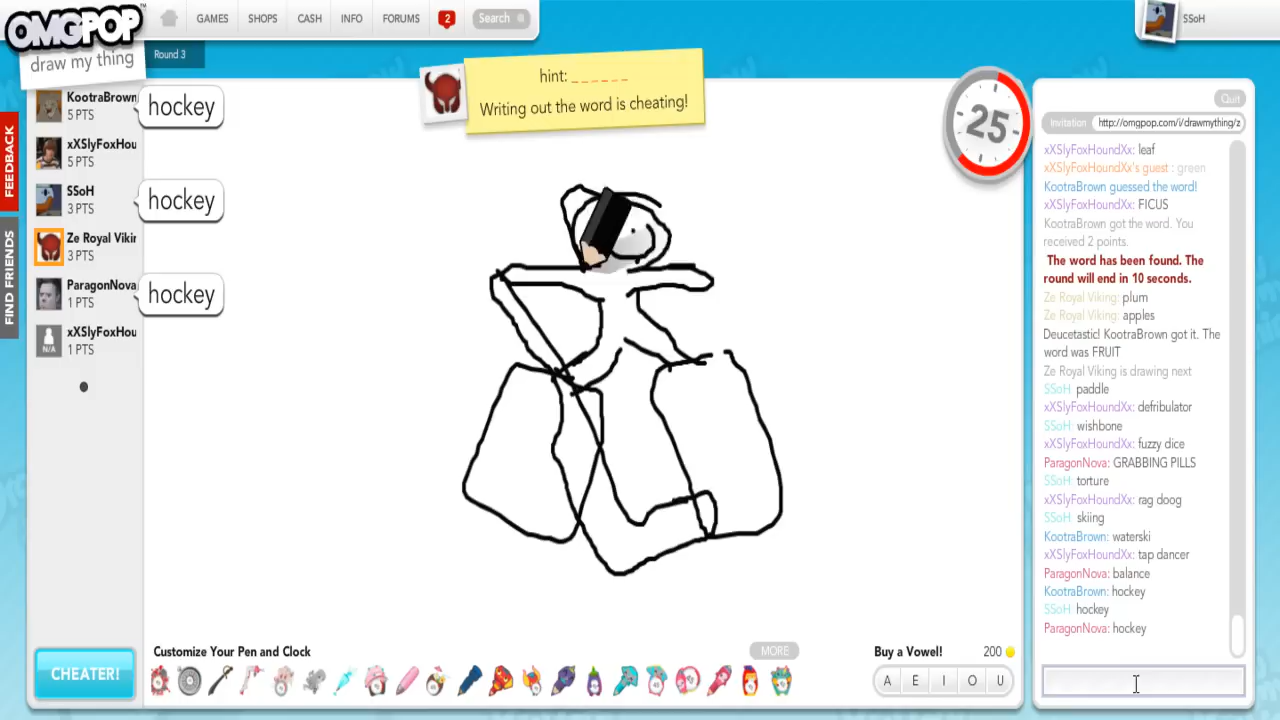 OMGPOP
GAMES
SHOPS
CASH
INFO
FORUMS
2
Search
SSoH
draw my thing
Round 3
hint: _ _ _ _ _ _
Writing out the word is cheating!
25
FEEDBACK
FIND FRIENDS
KootraBrown
5 PTS
hockey
xXSlyFoxHou
5 PTS
SSoH
3 PTS
hockey
Ze Royal Vikin
3 PTS
ParagonNova
1 PTS
hockey
xXSlyFoxHou
1 PTS
N/A
CHEATER!
Customize Your Pen and Clock
MORE
Buy a Vowel!
200
A E I O U
Quit
Invitation http://omgpop.com/i/drawmything/z
xXSlyFoxHoundXx: leaf
xXSlyFoxHoundXx's guest : green
KootraBrown guessed the word!
xXSlyFoxHoundXx: FICUS
KootraBrown got the word. You
received 2 points.
The word has been found. The
round will end in 10 seconds.
Ze Royal Viking: plum
Ze Royal Viking: apples
Deucetastic! KootraBrown got it. The
word was FRUIT
Ze Royal Viking is drawing next
SSoH: paddle
xXSlyFoxHoundXx: defribulator
SSoH: wishbone
xXSlyFoxHoundXx: fuzzy dice
ParagonNova: GRABBING PILLS
SSoH: torture
xXSlyFoxHoundXx: rag doog
SSoH: skiing
KootraBrown: waterski
xXSlyFoxHoundXx: tap dancer
ParagonNova: balance
KootraBrown: hockey
SSoH: hockey
ParagonNova: hockey